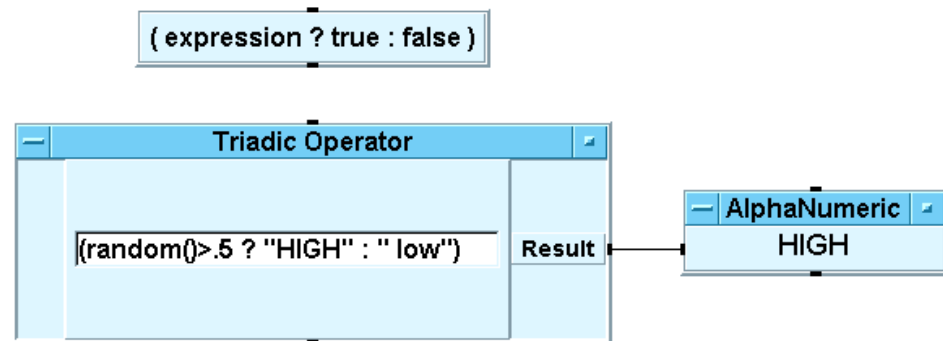 ( expression ? true : false )
Triadic Operator
(random()>.5 ? "HIGH" : " low")
Result
AlphaNumeric
HIGH